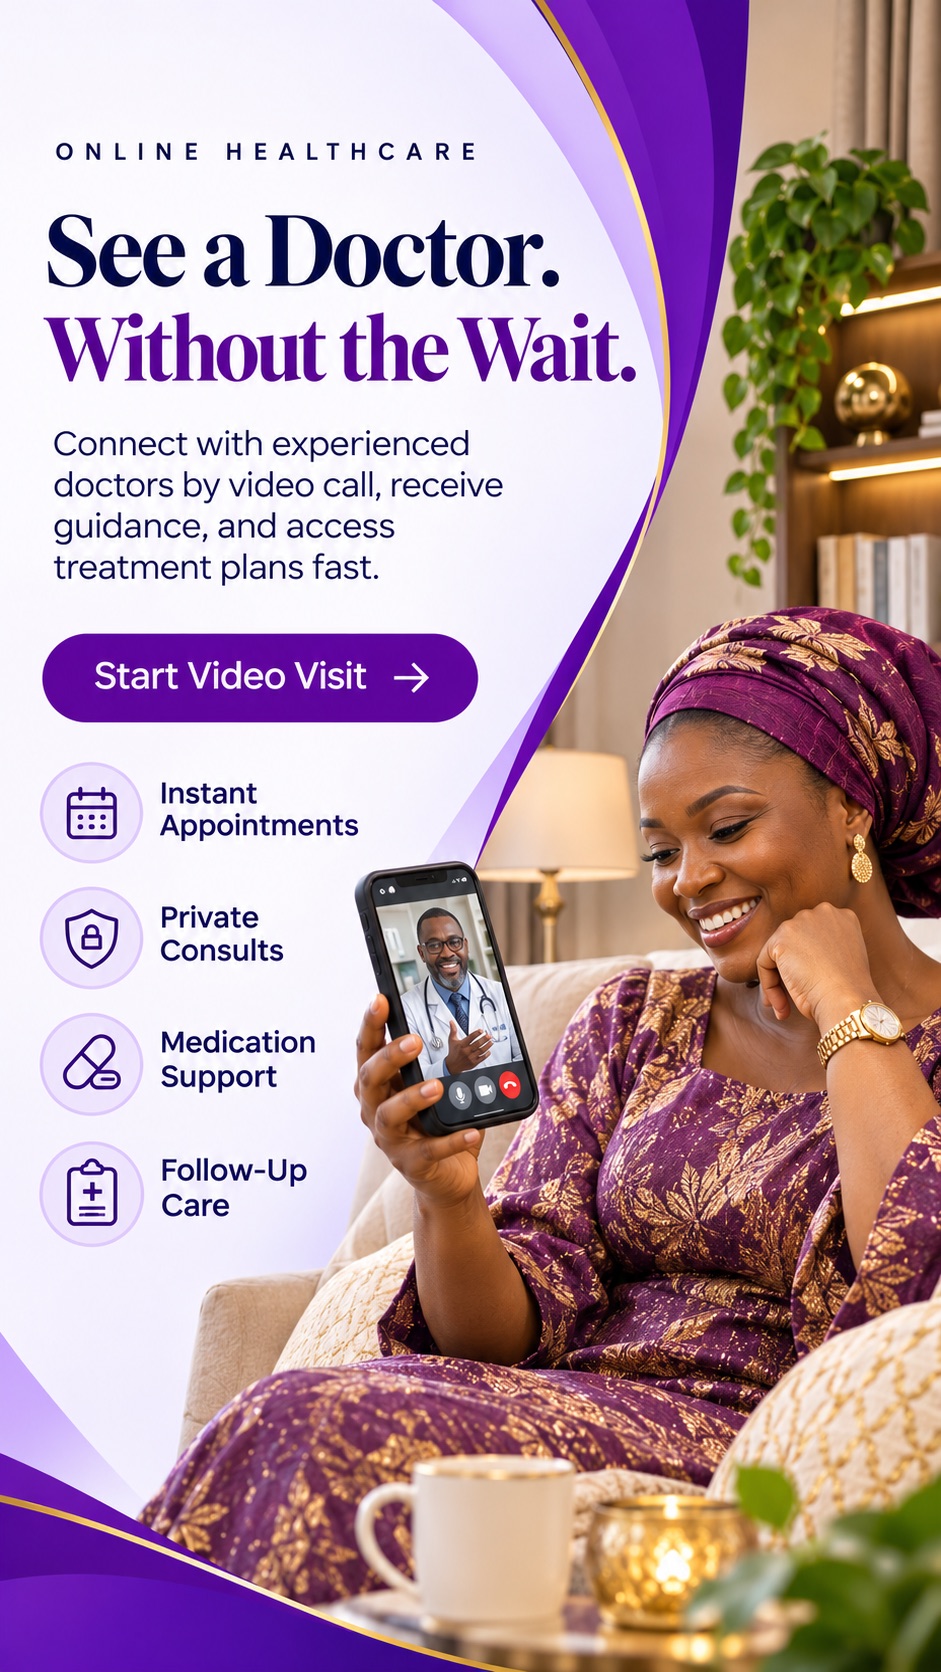 ONLINE HEALTHCARE
See a Doctor.
Without the Wait.
Connect with experienced
doctors by video call, receive
guidance, and access
treatment plans fast.
Start Video Visit →
Instant
Appointments
Private
Consults
Medication
Support
Follow-Up
Care